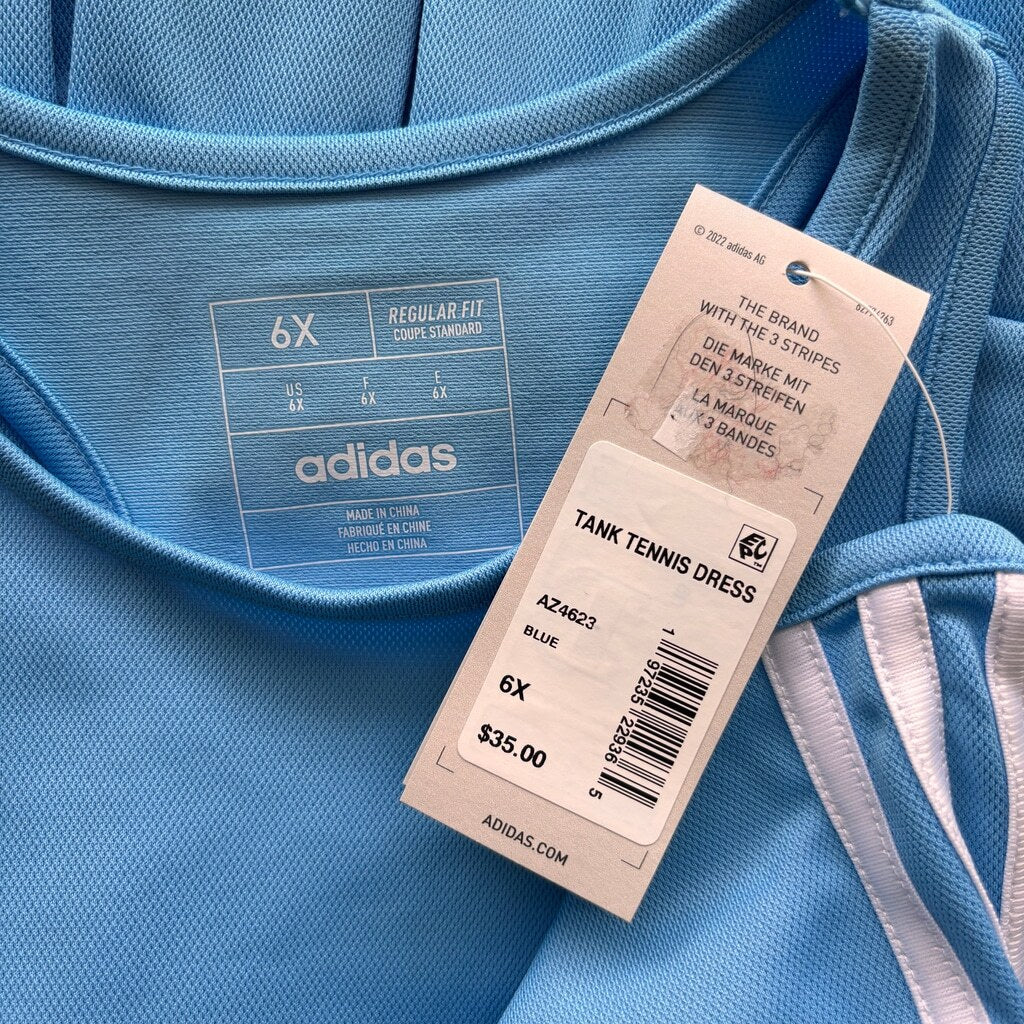 6X
REGULAR FIT
COUPE STANDARD
US
6X
F
6X
E
6X
adidas
MADE IN CHINA
FABRIQUÉ EN CHINE
HECHO EN CHINA
© 2022 adidas AG
THE BRAND
WITH THE 3 STRIPES
DIE MARKE MIT
DEN 3 STREIFEN
LA MARQUE
AUX 3 BANDES
TANK TENNIS DRESS
AZ4623
BLUE
6X
$35.00
1 97235 22936 5
ADIDAS.COM